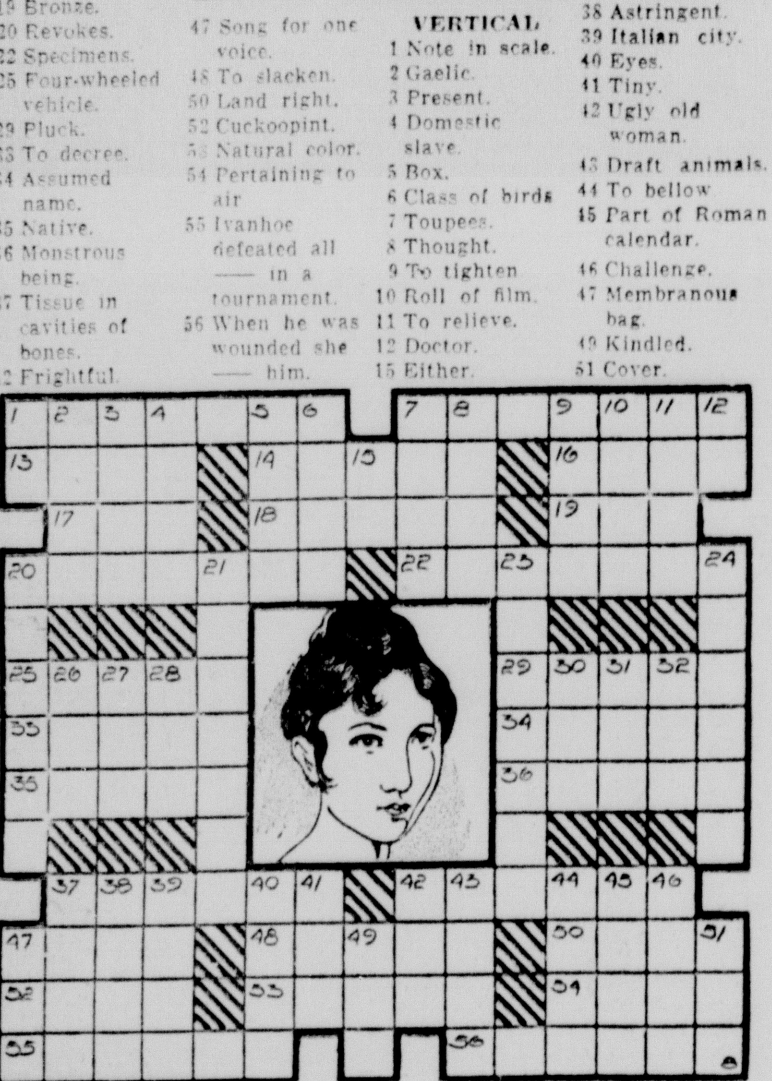 19 Bronze.
20 Revokes.
22 Specimens.
25 Four-wheeled
vehicle.
29 Pluck.
33 To decree.
34 Assumed
name.
35 Native.
36 Monstrous
being.
37 Tissue in
cavities of
bones.
42 Frightful.
47 Song for one
voice.
48 To slacken.
50 Land right.
52 Cuckoopint.
53 Natural color.
54 Pertaining to
air
55 Ivanhoe
defeated all
—— in a
tournament.
56 When he was
wounded she
—— him.
VERTICAL
1 Note in scale.
2 Gaelic.
3 Present.
4 Domestic
slave.
5 Box.
6 Class of birds
7 Toupees.
8 Thought.
9 To tighten
10 Roll of film.
11 To relieve.
12 Doctor.
15 Either.
38 Astringent.
39 Italian city.
40 Eyes.
41 Tiny.
42 Ugly old
woman.
43 Draft animals.
44 To bellow
45 Part of Roman
calendar.
46 Challenge.
47 Membranous
bag.
49 Kindled.
51 Cover.
1 2 3 4 5 6 7 8 9 10 11 12
13 14 15 16
17 18 19
20 21 22 23 24
25 26 27 28 29 30 31 32
33 34
35 36
37 38 39 40 41 42 43 44 45 46
47 48 49 50 51
52 53 54
55 56